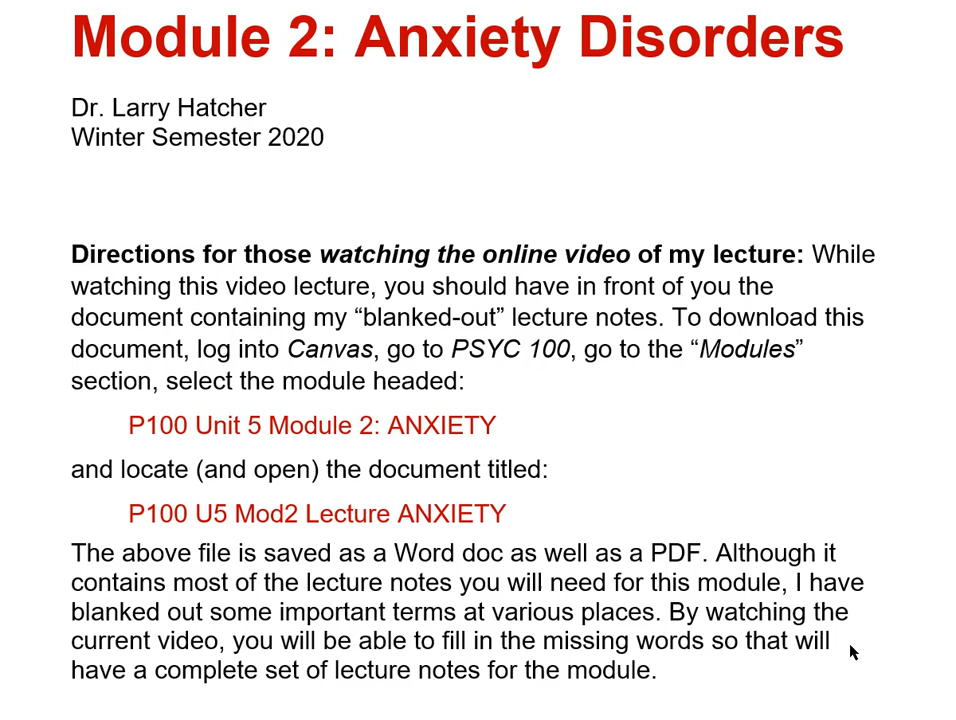 Module 2: Anxiety Disorders
Dr. Larry Hatcher
Winter Semester 2020
Directions for those watching the online video of my lecture: While
watching this video lecture, you should have in front of you the
document containing my “blanked-out” lecture notes. To download this
document, log into Canvas, go to PSYC 100, go to the “Modules”
section, select the module headed:
P100 Unit 5 Module 2: ANXIETY
and locate (and open) the document titled:
P100 U5 Mod2 Lecture ANXIETY
The above file is saved as a Word doc as well as a PDF. Although it
contains most of the lecture notes you will need for this module, I have
blanked out some important terms at various places. By watching the
current video, you will be able to fill in the missing words so that will
have a complete set of lecture notes for the module.